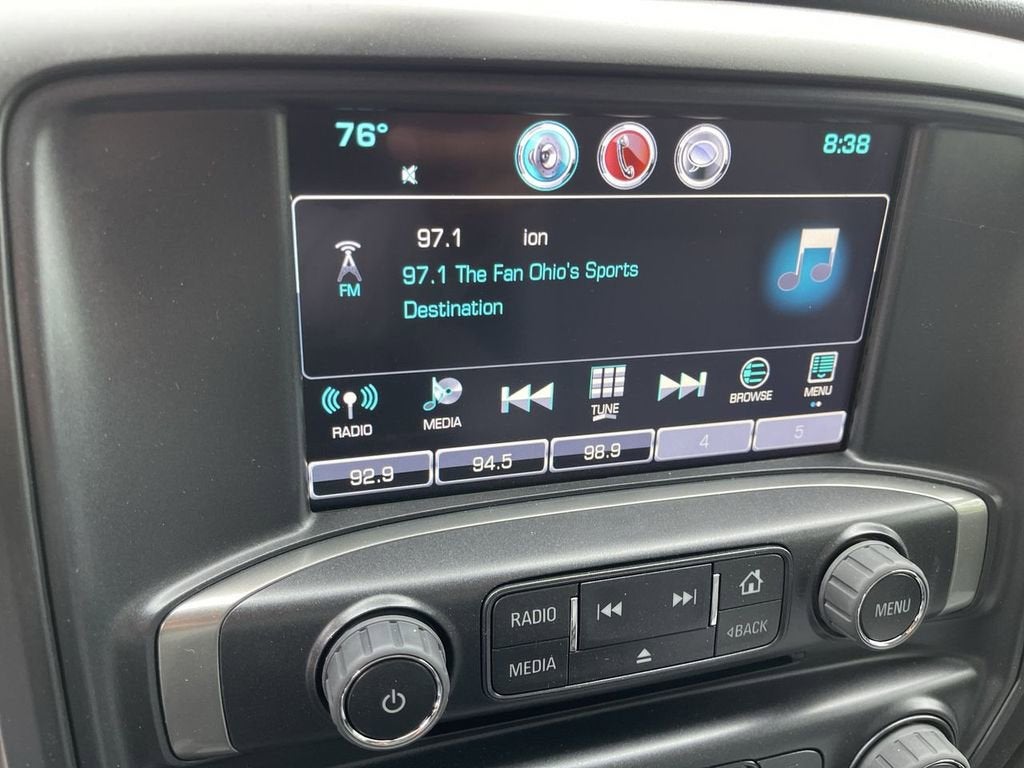 76°
8:38
97.1 ion
FM
97.1 The Fan Ohio's Sports
Destination
RADIO
MEDIA
TUNE
BROWSE
MENU
92.9
94.5
98.9
4
5
RADIO
MEDIA
BACK
MENU